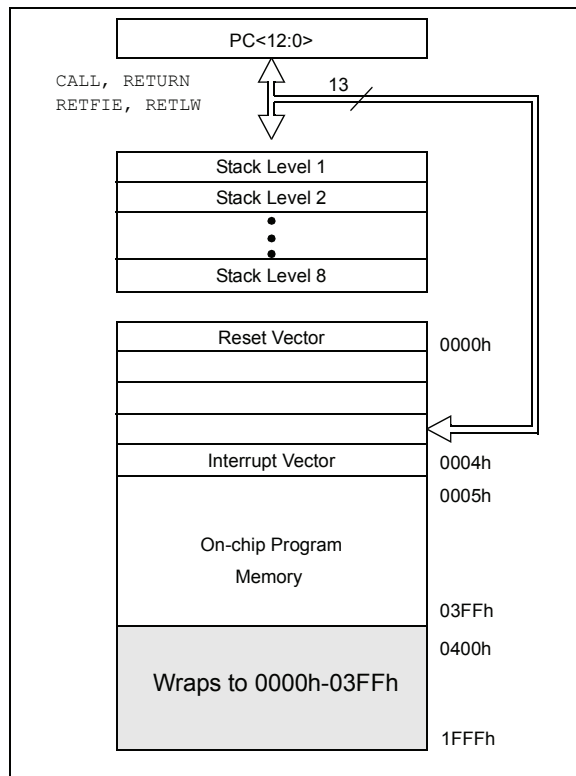 PC<12:0>
CALL, RETURN
RETFIE, RETLW
13
Stack Level 1
Stack Level 2
Stack Level 8
Reset Vector
0000h
Interrupt Vector
0004h
0005h
On-chip Program
Memory
03FFh
0400h
Wraps to 0000h-03FFh
1FFFh